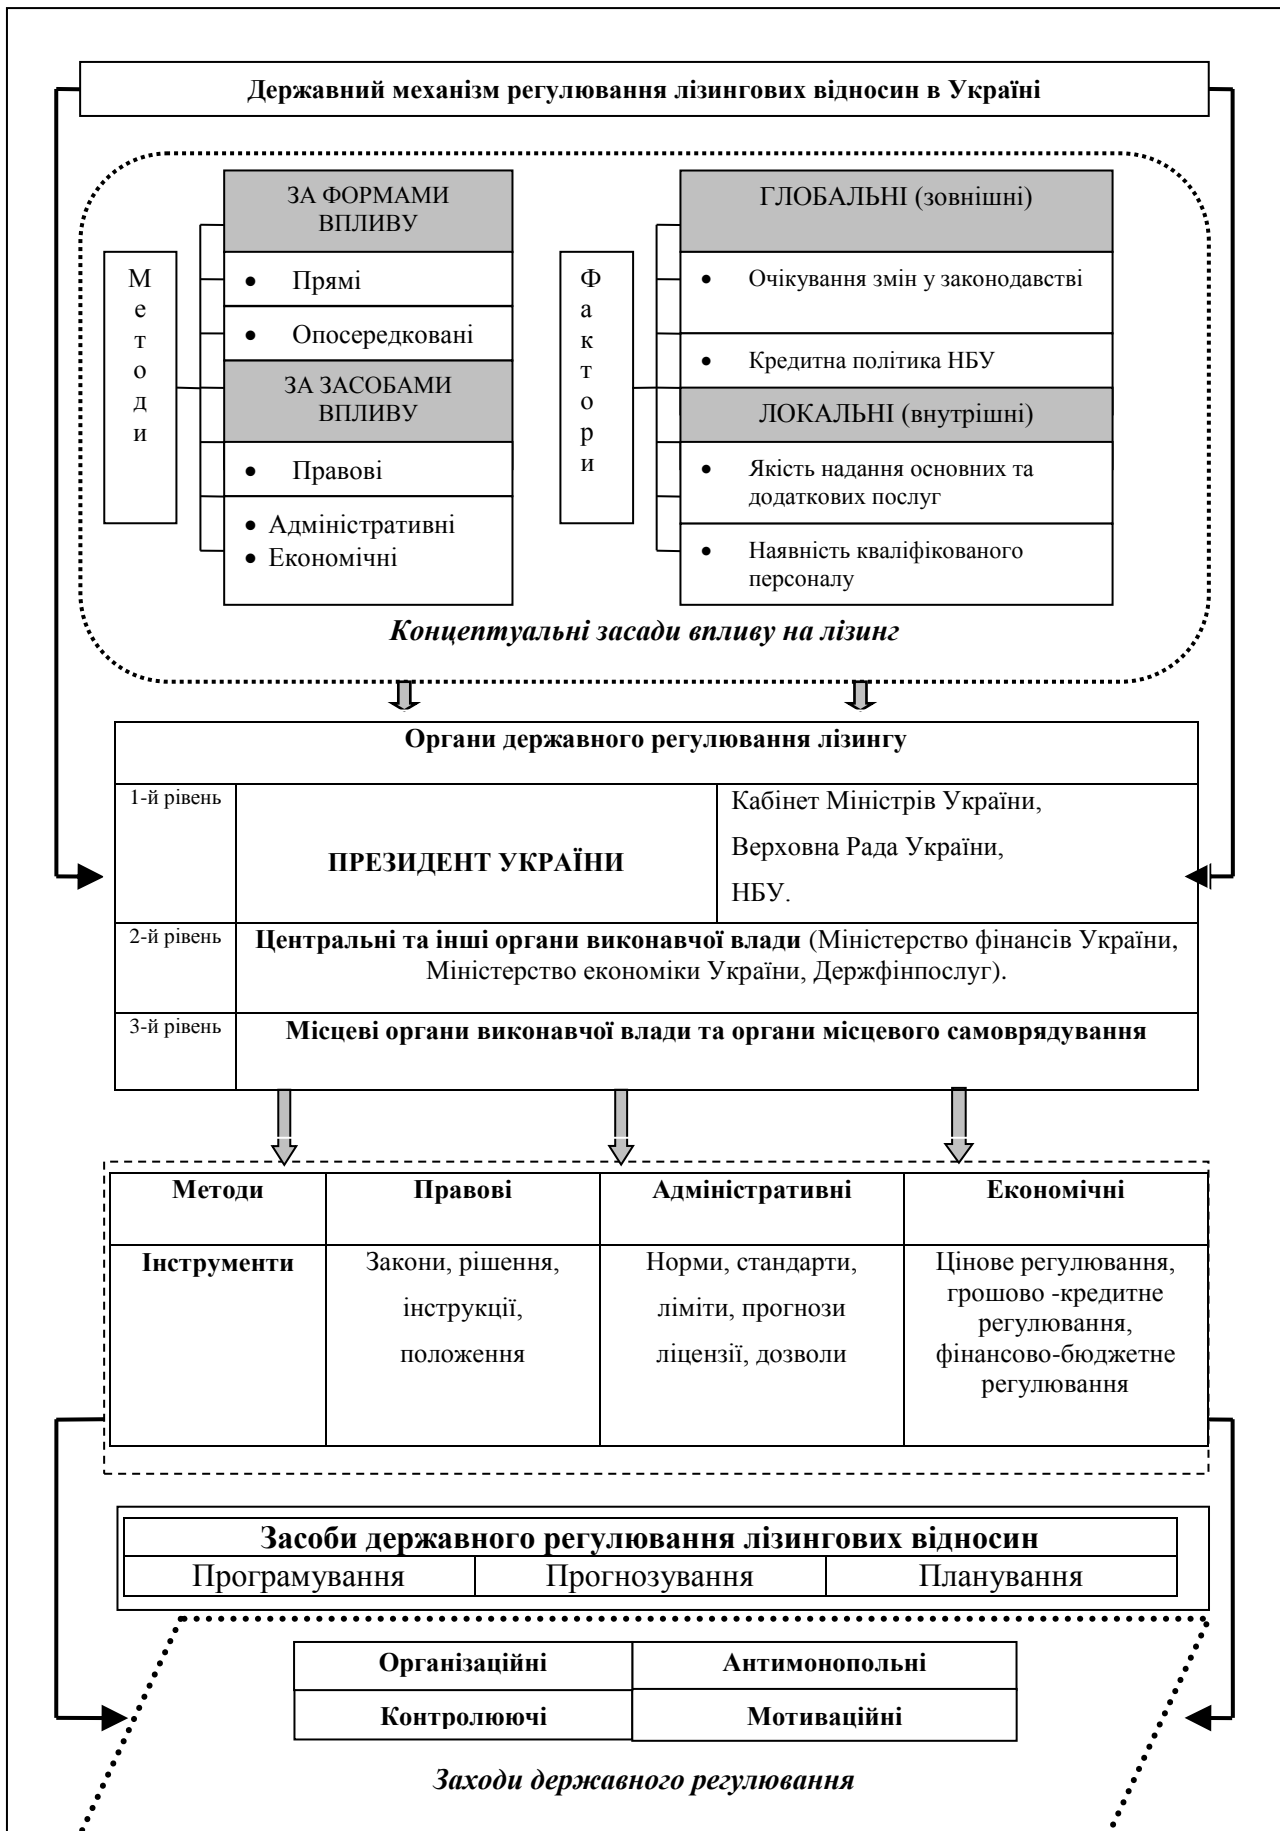 Державний механізм регулювання лізингових відносин в Україні
Методи
ЗА ФОРМАМИ
ВПЛИВУ
• Прямі
• Опосередковані
ЗА ЗАСОБАМИ
ВПЛИВУ
• Правові
• Адміністративні
• Економічні
Фактори
ГЛОБАЛЬНІ (зовнішні)
• Очікування змін у законодавстві
• Кредитна політика НБУ
ЛОКАЛЬНІ (внутрішні)
• Якість надання основних та
додаткових послуг
• Наявність кваліфікованого
персоналу
Концептуальні засади впливу на лізинг
Органи державного регулювання лізингу
1-й рівень
ПРЕЗИДЕНТ УКРАЇНИ
Кабінет Міністрів України,
Верховна Рада України,
НБУ.
2-й рівень
Центральні та інші органи виконавчої влади (Міністерство фінансів України,
Міністерство економіки України, Держфінпослуг).
3-й рівень
Місцеві органи виконавчої влади та органи місцевого самоврядування
Методи
Правові
Адміністративні
Економічні
Інструменти
Закони, рішення,
інструкції,
положення
Норми, стандарти,
ліміти, прогнози
ліцензії, дозволи
Цінове регулювання,
грошово -кредитне
регулювання,
фінансово-бюджетне
регулювання
Засоби державного регулювання лізингових відносин
Програмування
Прогнозування
Планування
Організаційні
Антимонопольні
Контролюючі
Мотиваційні
Заходи державного регулювання